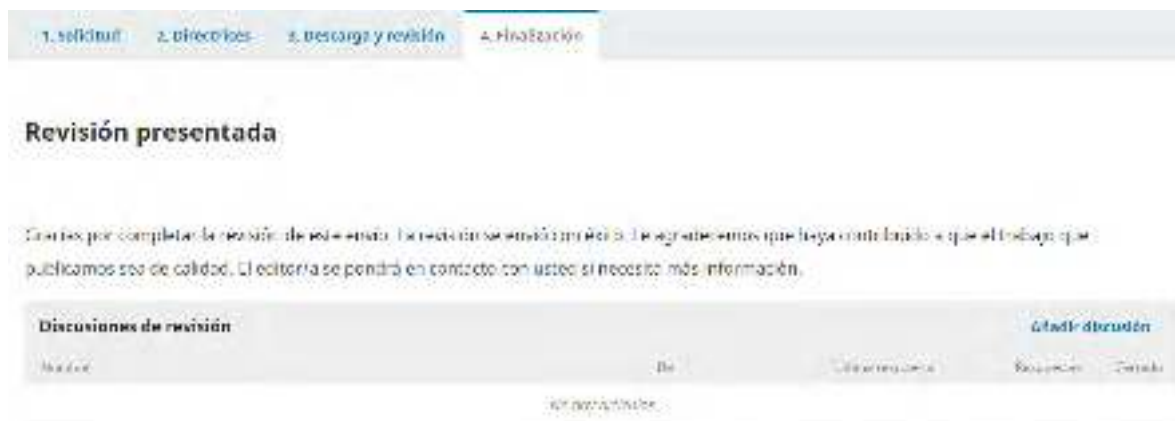 1. Solicitud 2. Directrices 3. Descarga y revisión 4. Finalización
Revisión presentada
Gracias por completar la revisión de este envío. La revisión se envió con éxito. Le agradecemos que haya contribuido a que el trabajo que
publicamos sea de calidad. El editor/a se pondrá en contacto con usted si necesita más información.
Discusiones de revisión Añadir discusión
Nombre De Última respuesta Respuestas Cerrado
No hay artículos